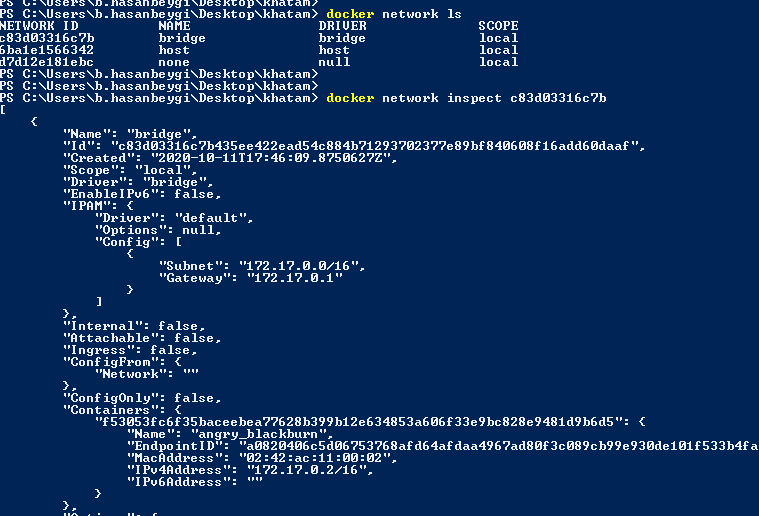 PS C:\Users\b.hasanbeygi\Desktop\khatam>
PS C:\Users\b.hasanbeygi\Desktop\khatam> docker network ls
NETWORK ID NAME DRIVER SCOPE
c83d03316c7b bridge bridge local
6ba1e1566342 host host local
d7d12e181ebc none null local
PS C:\Users\b.hasanbeygi\Desktop\khatam>
PS C:\Users\b.hasanbeygi\Desktop\khatam>
PS C:\Users\b.hasanbeygi\Desktop\khatam> docker network inspect c83d03316c7b
[
{
"Name": "bridge",
"Id": "c83d03316c7b435ee422ead54c884b71293702377e89bf840608f16add60daaf",
"Created": "2020-10-11T17:46:09.8750627Z",
"Scope": "local",
"Driver": "bridge",
"EnableIPv6": false,
"IPAM": {
"Driver": "default",
"Options": null,
"Config": [
{
"Subnet": "172.17.0.0/16",
"Gateway": "172.17.0.1"
}
]
},
"Internal": false,
"Attachable": false,
"Ingress": false,
"ConfigFrom": {
"Network": ""
},
"ConfigOnly": false,
"Containers": {
"f53053fc6f35baceebea77628b399b12e634853a606f33e9bc828e9481d9b6d5": {
"Name": "angry_blackburn",
"EndpointID": "a0820406c5d06753768afd64afdaa4967ad80f3c089cb99e930de101f533b4fa
"MacAddress": "02:42:ac:11:00:02",
"IPv4Address": "172.17.0.2/16",
"IPv6Address": ""
}
},